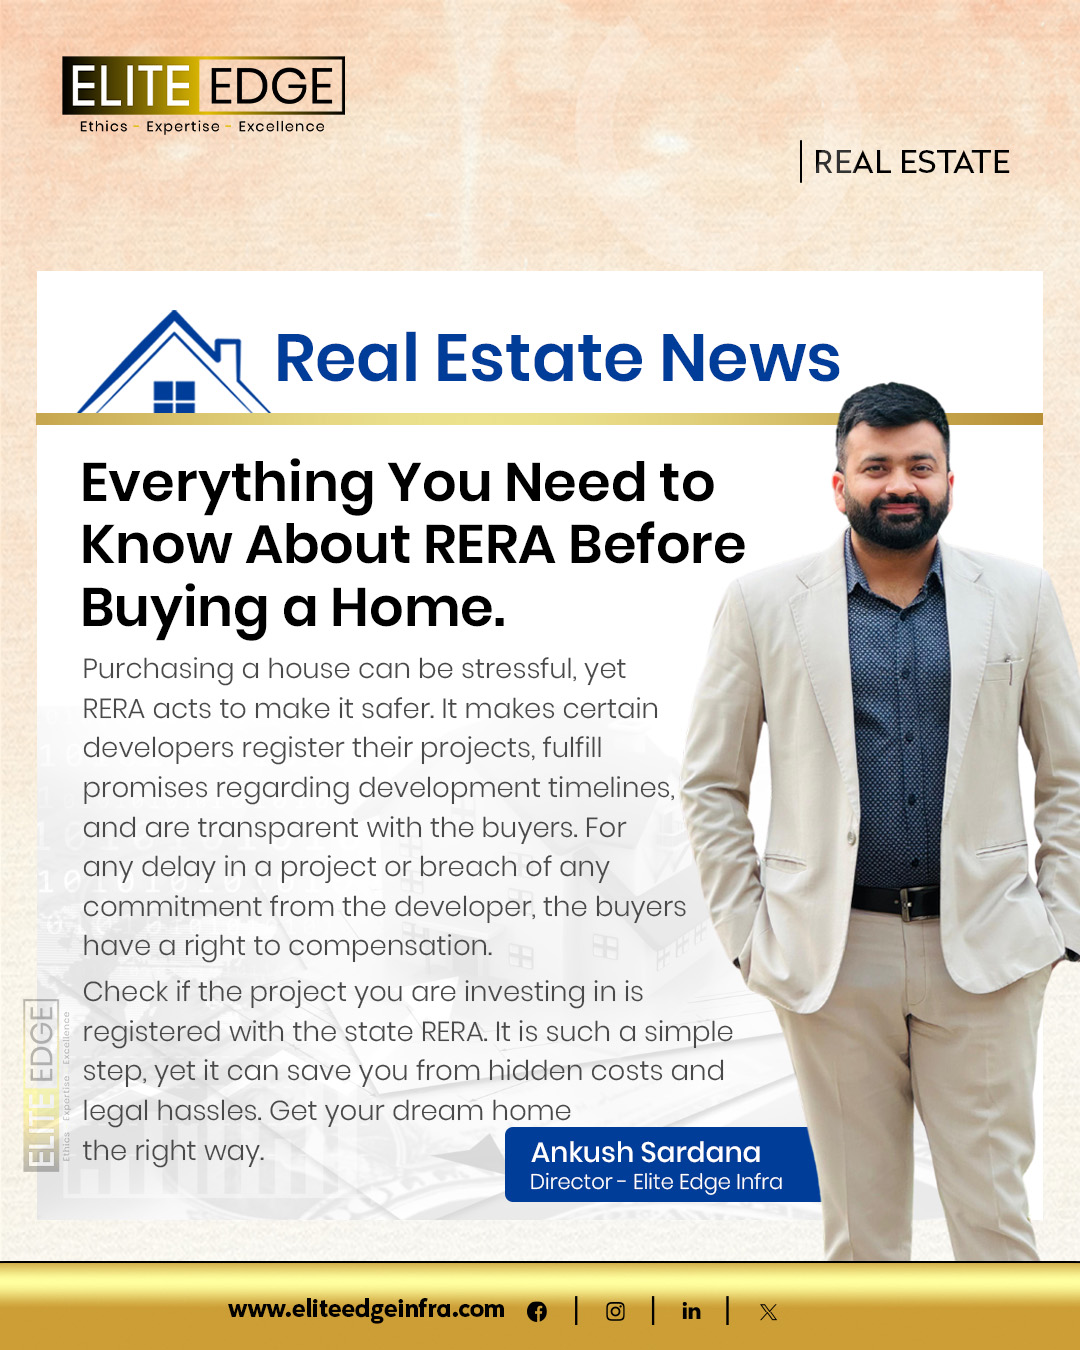 ELITE EDGE
Ethics - Expertise - Excellence
REAL ESTATE
Real Estate News
Everything You Need to
Know About RERA Before
Buying a Home.
Purchasing a house can be stressful, yet
RERA acts to make it safer. It makes certain
developers register their projects, fulfill
promises regarding development timelines,
and are transparent with the buyers. For
any delay in a project or breach of any
commitment from the developer, the buyers
have a right to compensation.
Check if the project you are investing in is
registered with the state RERA. It is such a simple
step, yet it can save you from hidden costs and
legal hassles. Get your dream home
the right way.
ELITE EDGE
Ethics - Expertise - Excellence
Ankush Sardana
Director - Elite Edge Infra
www.eliteedgeinfra.com